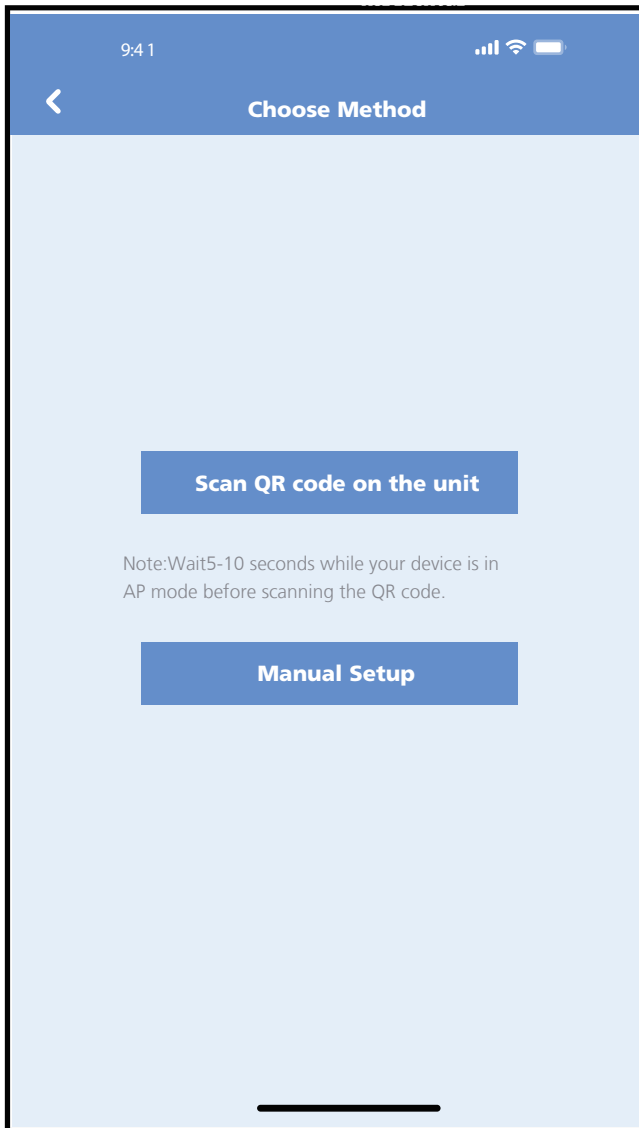 9:41
Choose Method
Scan QR code on the unit
Note:Wait5-10 seconds while your device is in
AP mode before scanning the QR code.
Manual Setup